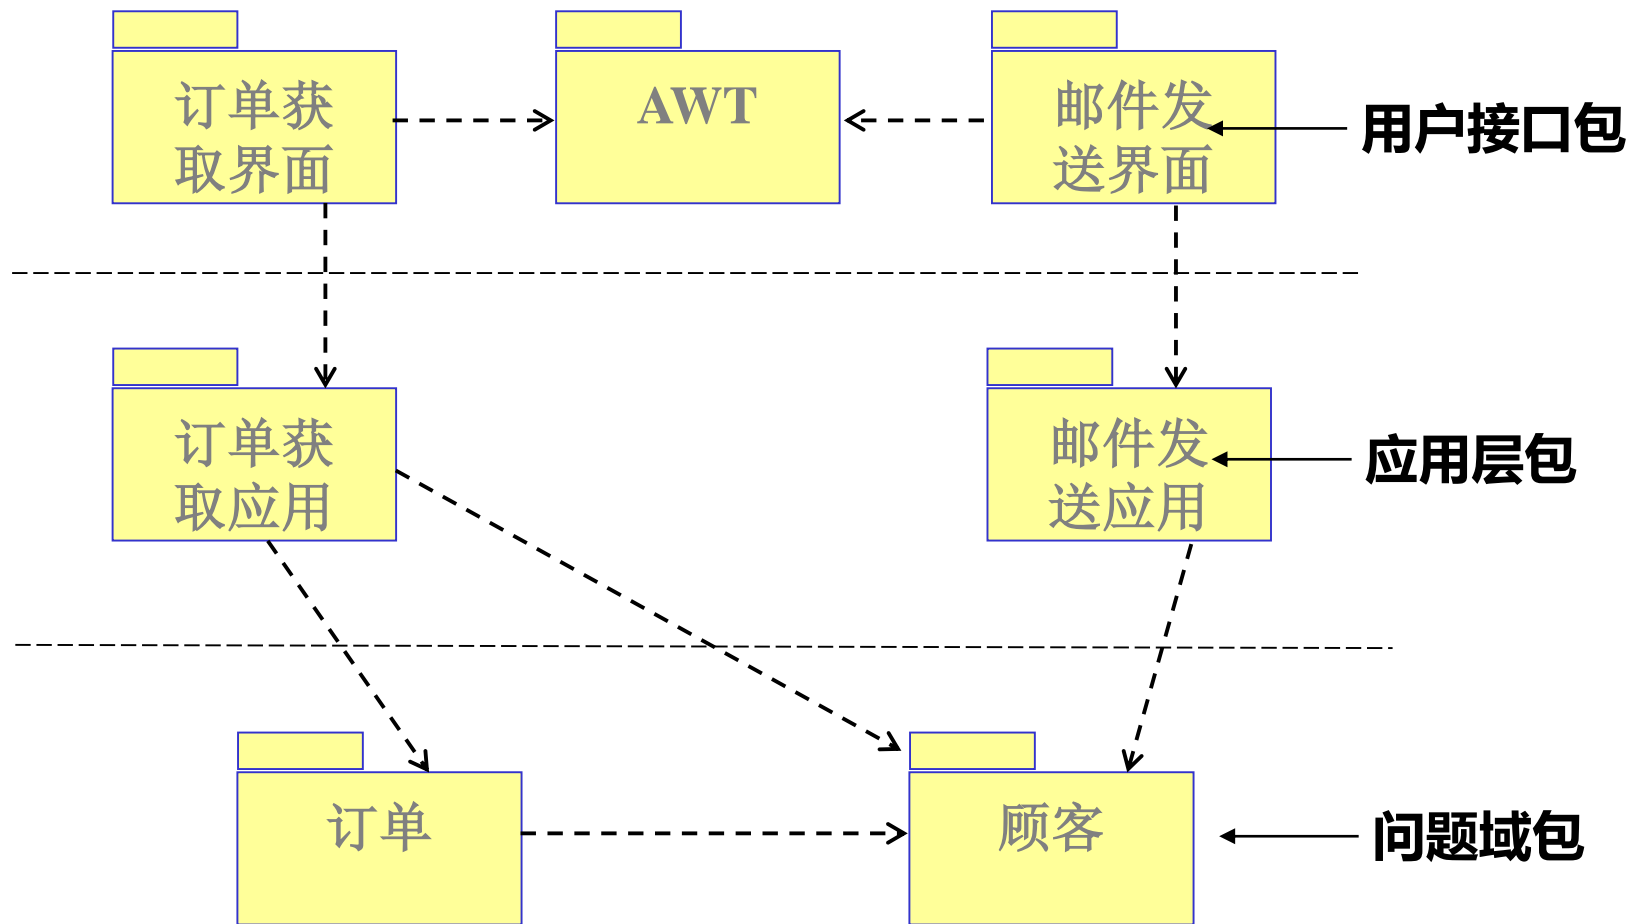 订单获
取界面
AWT
邮件发
送界面
用户接口包
订单获
取应用
邮件发
送应用
应用层包
订单
顾客
问题域包